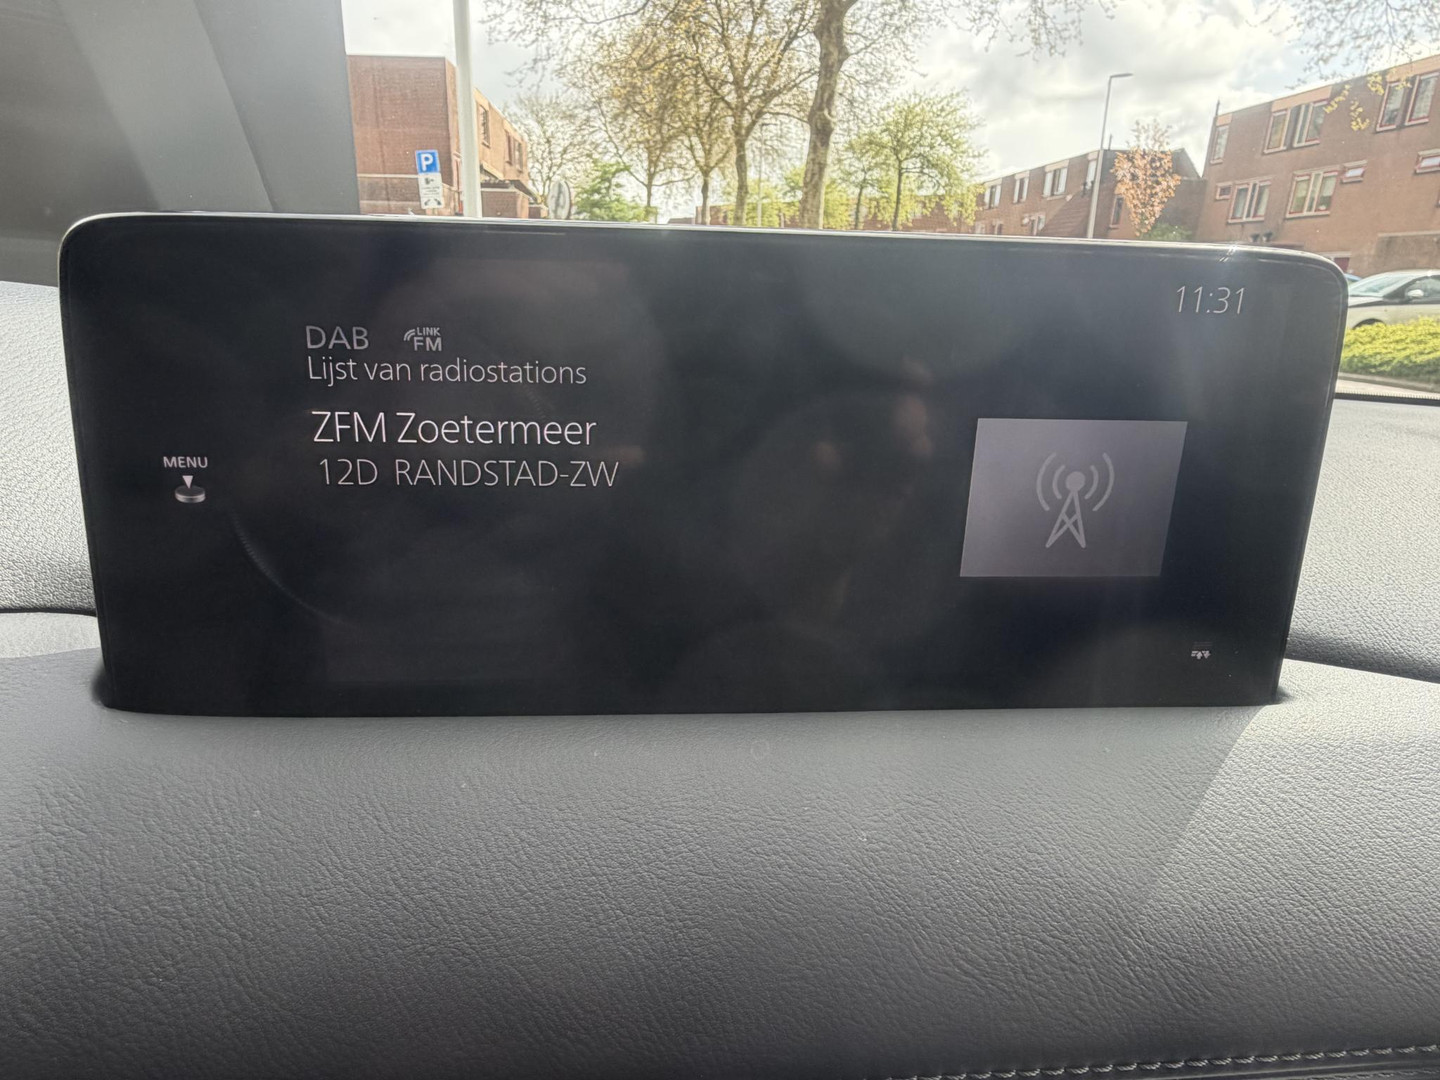 P
11:31
DAB LINK FM
Lijst van radiostations
ZFM Zoetermeer
12D RANDSTAD-ZW
MENU